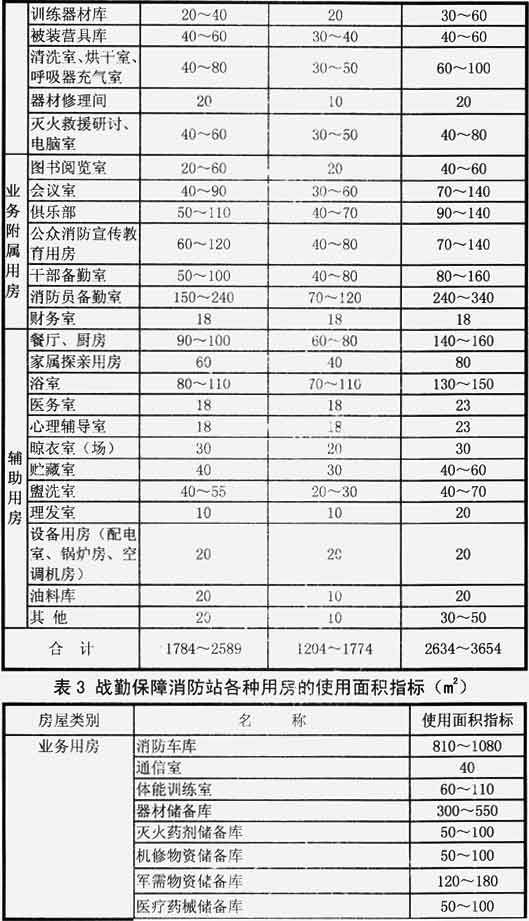 训练器材库 20～40 20 30～60
被装营具库 40～60 30～40 40～60
清洗室、烘干室、
呼吸器充气室 40～80 30～50 60～100
器材修理间 20 10 20
灭火救援研讨、
电脑室 40～60 30～50 40～80
业务附属用房
图书阅览室 20～60 20 40～60
会议室 40～90 30～60 70～140
俱乐部 50～110 40～70 90～140
公众消防宣传教
育用房 60～120 40～80 70～140
干部备勤室 50～100 40～80 80～160
消防员备勤室 150～240 70～120 240～340
财务室 18 18 18
辅助用房
餐厅、厨房 90～100 60～80 140～160
家属探亲用房 60 40 80
浴室 80～110 70～110 130～150
医务室 18 18 23
心理辅导室 18 18 23
晾衣室（场） 30 20 30
贮藏室 40 30 40～60
盥洗室 40～55 20～30 40～70
理发室 10 10 20
设备用房（配电
室、锅炉房、空
调机房） 20 20 20
油料库 20 10 20
其他 20 10 30～50
合计 1784～2589 1204～1774 2634～3654
表3 战勤保障消防站各种用房的使用面积指标（m²）
房屋类别 名称 使用面积指标
业务用房 消防车库 810～1080
通信室 40
体能训练室 60～110
器材储备库 300～550
灭火药剂储备库 50～100
机修物资储备库 50～100
军需物资储备库 120～180
医疗药械储备库 50～100